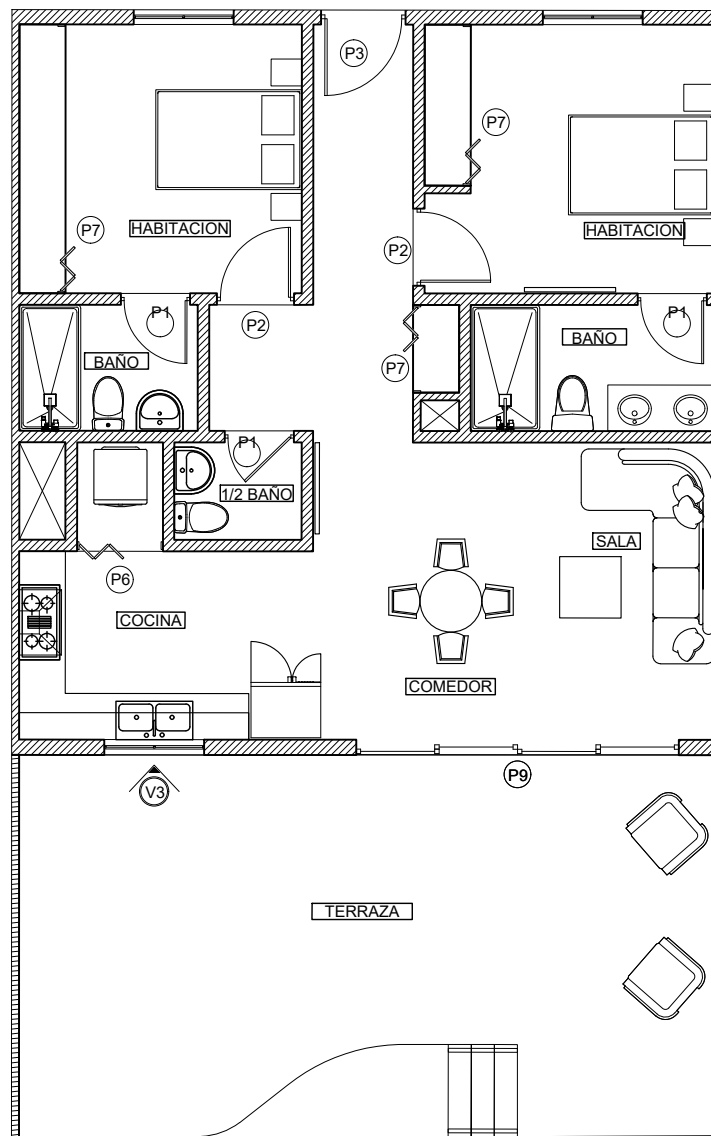 P3
P7
P7
HABITACION
HABITACION
P2
P2
P1
P1
BAÑO
BAÑO
P7
P1
1/2 BAÑO
SALA
P6
COCINA
COMEDOR
P9
V3
TERRAZA